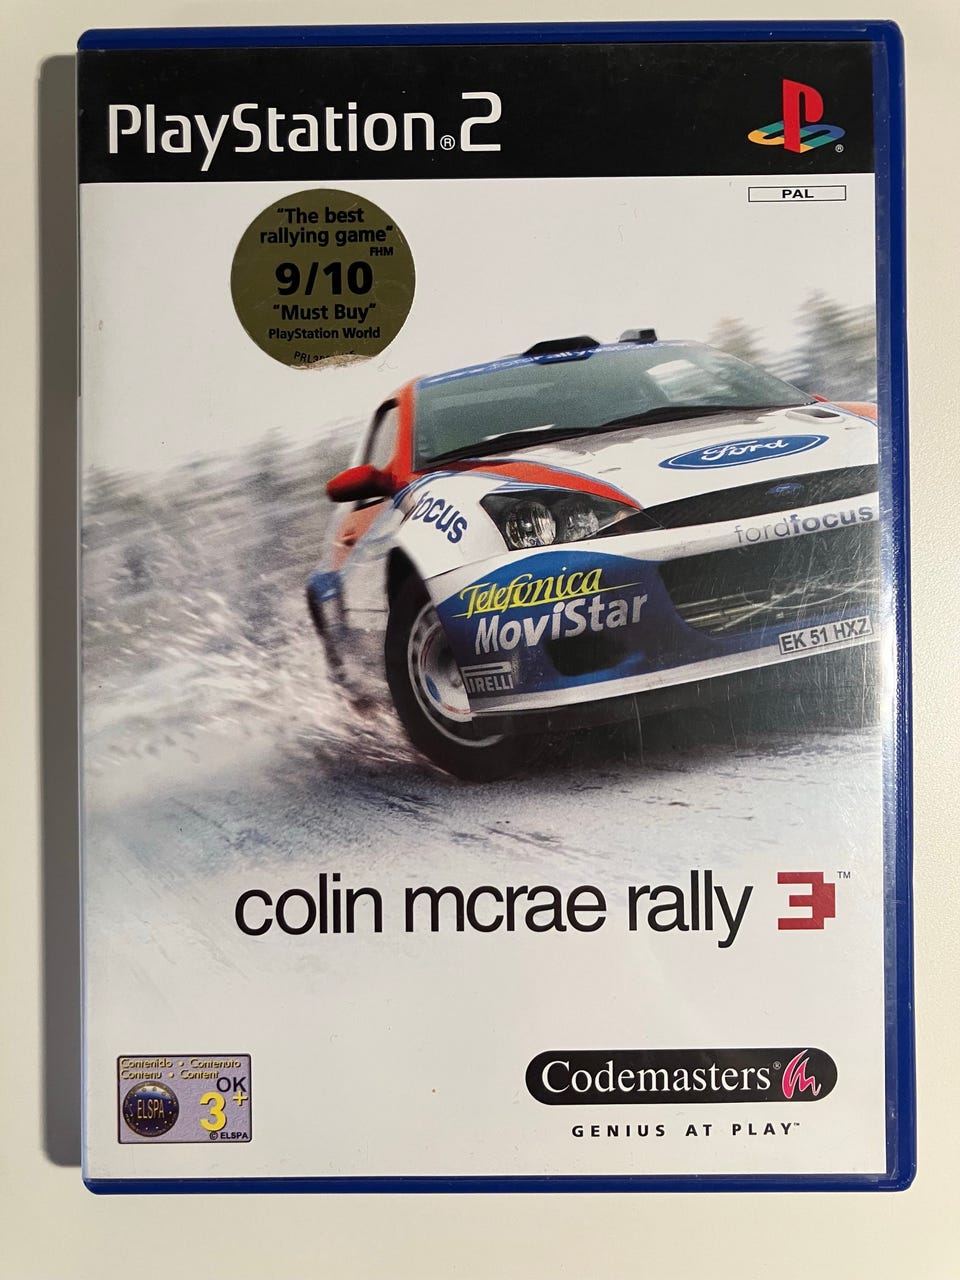 PlayStation®2
®
PAL
"The best
rallying game"
FHM
9/10
"Must Buy"
PlayStation World
Ford
focus
fordfocus
Telefonica
MoviStar
EK 51 HXZ
PIRELLI
colin mcrae rally 3™
Contenido • Contenuto
Contenu • Content
OK
ELSPA
3+
© ELSPA
Codemasters®
GENIUS AT PLAY™